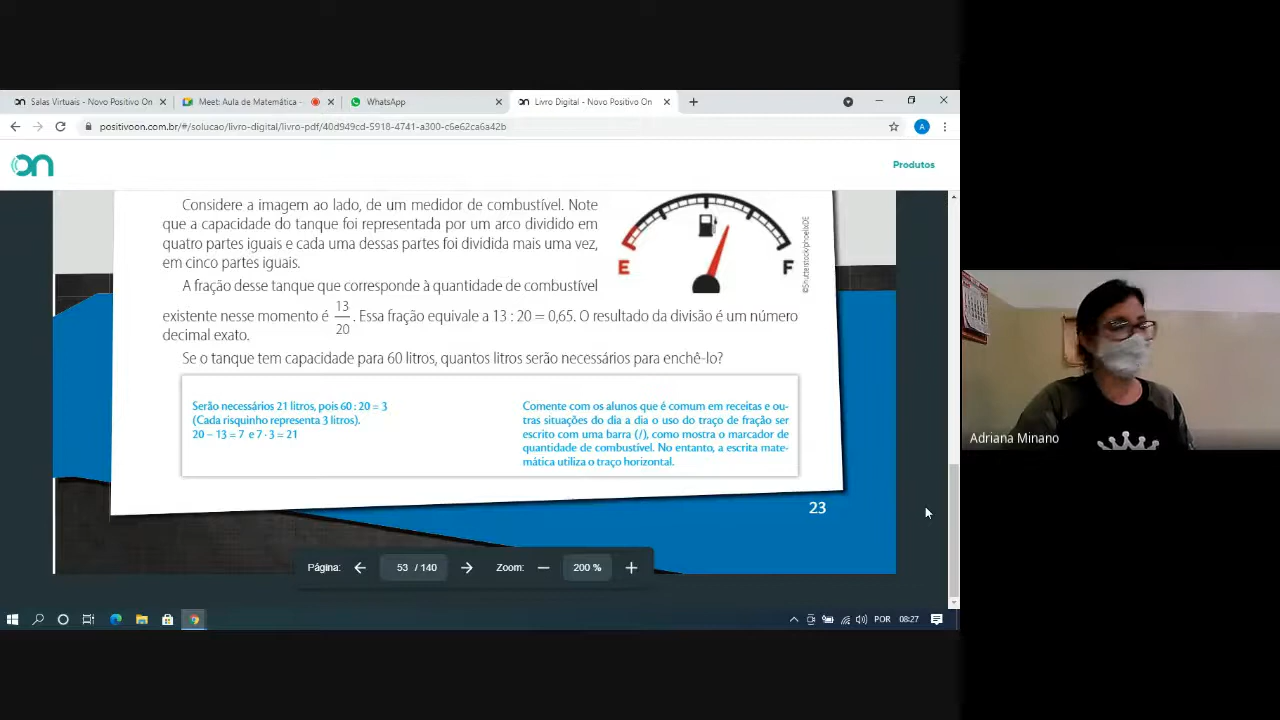 Salas Virtuais - Novo Positivo On
Meet: Aula de Matemática -
WhatsApp
Livro Digital - Novo Positivo On
positivoon.com.br/#/solucao/livro-digital/livro-pdf/40d949cd-5918-4741-a300-c6e62ca6a42b
A
on
Produtos
Considere a imagem ao lado, de um medidor de combustível. Note
que a capacidade do tanque foi representada por um arco dividido em
quatro partes iguais e cada uma dessas partes foi dividida mais uma vez,
em cinco partes iguais.
E
F
©Shutterstock/phoelixDE
A fração desse tanque que corresponde à quantidade de combustível
existente nesse momento é 13/20. Essa fração equivale a 13 : 20 = 0,65. O resultado da divisão é um número
decimal exato.
Se o tanque tem capacidade para 60 litros, quantos litros serão necessários para enchê-lo?
Serão necessários 21 litros, pois 60 : 20 = 3
(Cada risquinho representa 3 litros).
20 – 13 = 7 e 7 · 3 = 21
Comente com os alunos que é comum em receitas e ou-
tras situações do dia a dia o uso do traço de fração ser
escrito com uma barra (/), como mostra o marcador de
quantidade de combustível. No entanto, a escrita mate-
mática utiliza o traço horizontal.
23
Página:
53 / 140
Zoom:
200 %
POR
08:27
Adriana Minano